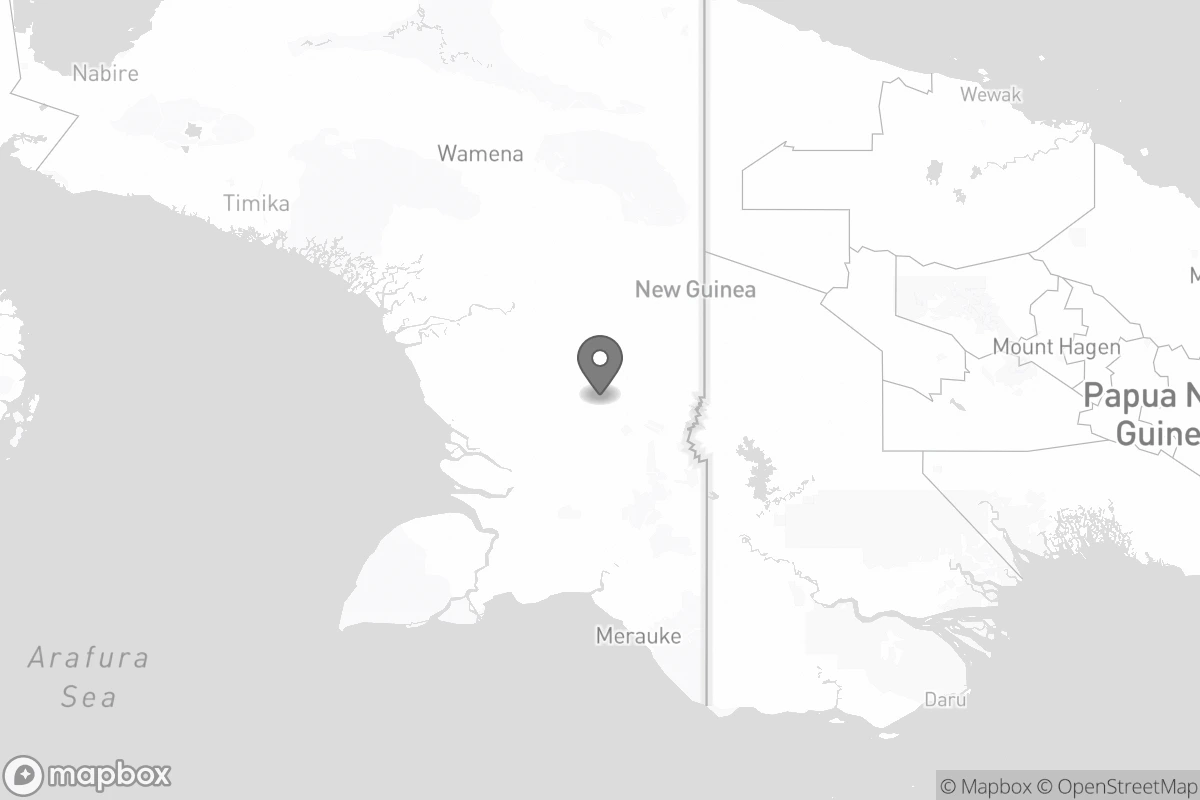 Nabire
Wewak
Wamena
Timika
New Guinea
M
Mount Hagen
Papua N
Guine
Merauke
Arafura
Sea
Daru
mapbox
© Mapbox © OpenStreetMap